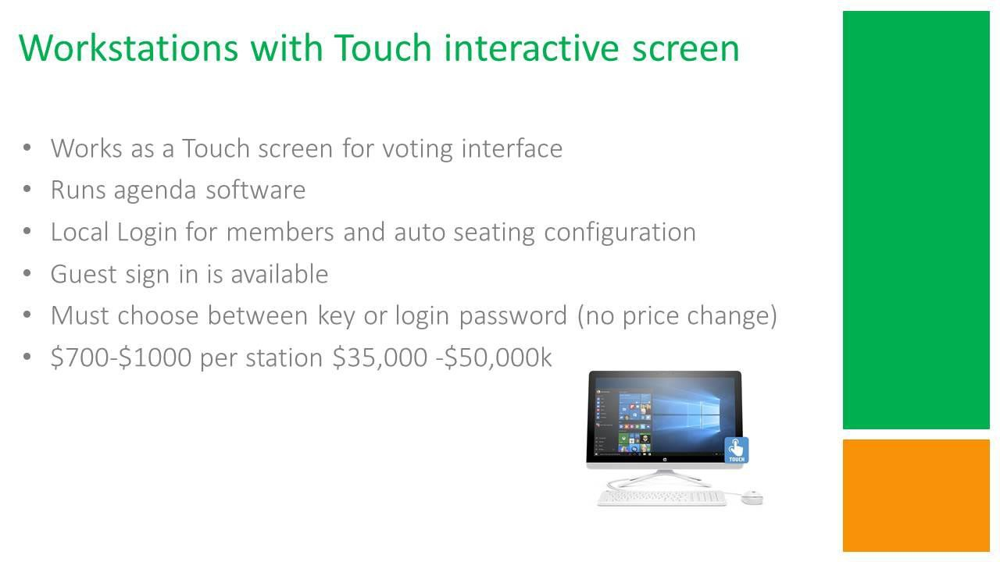 Workstations with Touch interactive screen
• Works as a Touch screen for voting interface
• Runs agenda software
• Local Login for members and auto seating configuration
• Guest sign in is available
• Must choose between key or login password (no price change)
• $700-$1000 per station $35,000 -$50,000k
TOUCH